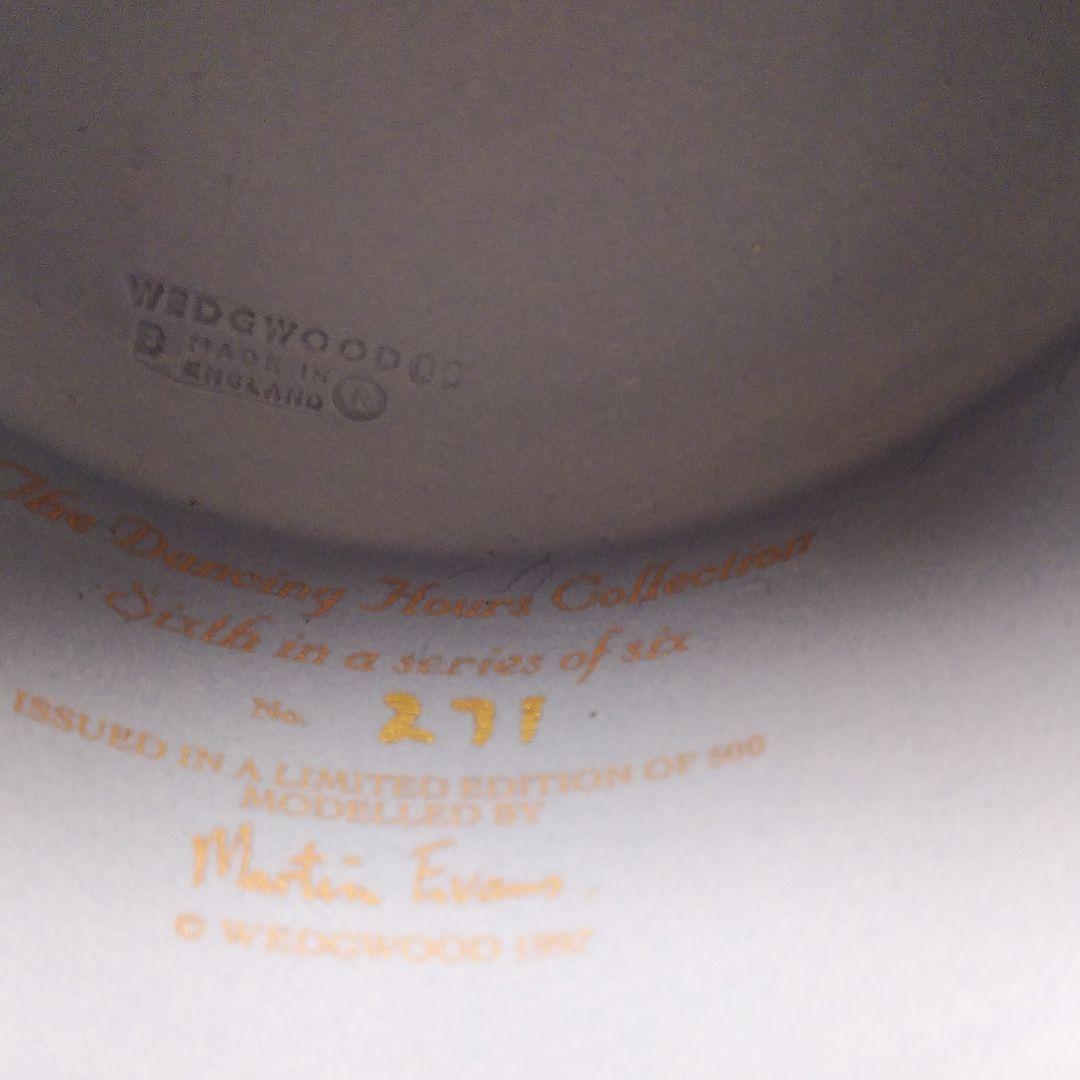 WEDGWOOD 00
B MADE IN
ENGLAND ®
The Dancing Hours Collection
Sixth in a series of six
No. 271
ISSUED IN A LIMITED EDITION OF 500
MODELLED BY
Martin Evans.
© WEDGWOOD 1997